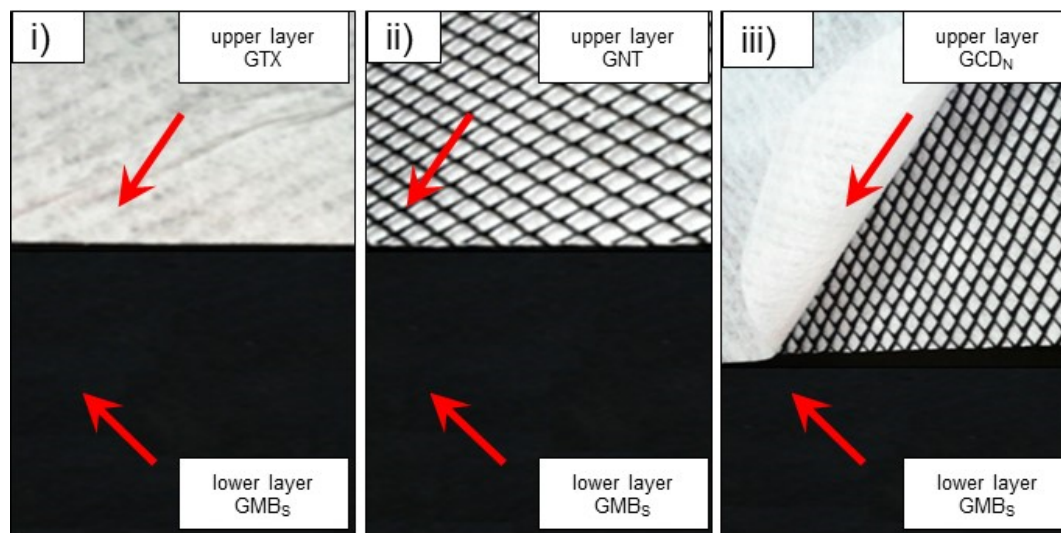 i)
upper layer
GTX
lower layer
GMBS
ii)
upper layer
GNT
lower layer
GMBS
iii)
upper layer
GCDN
lower layer
GMBS